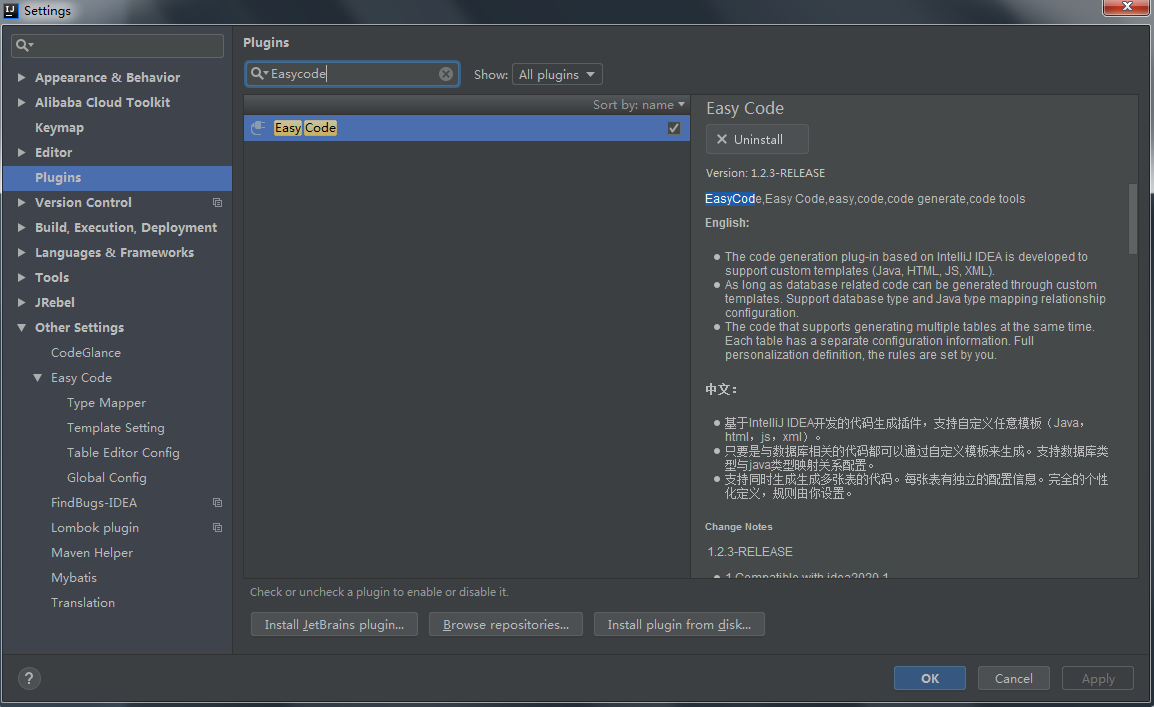 Settings
Appearance & Behavior
Alibaba Cloud Toolkit
Keymap
Editor
Plugins
Version Control
Build, Execution, Deployment
Languages & Frameworks
Tools
JRebel
Other Settings
CodeGlance
Easy Code
Type Mapper
Template Setting
Table Editor Config
Global Config
FindBugs-IDEA
Lombok plugin
Maven Helper
Mybatis
Translation
Plugins
Easycode
Show: All plugins
Sort by: name
Easy Code
Easy Code
Uninstall
Version: 1.2.3-RELEASE
EasyCode,Easy Code,easy,code,code generate,code tools
English:
The code generation plug-in based on IntelliJ IDEA is developed to
support custom templates (Java, HTML, JS, XML).
As long as database related code can be generated through custom
templates. Support database type and Java type mapping relationship
configuration.
The code that supports generating multiple tables at the same time.
Each table has a separate configuration information. Full
personalization definition, the rules are set by you.
中文：
基于IntelliJ IDEA开发的代码生成插件，支持自定义任意模板（Java，
html，js，xml）。
只要是与数据库相关的代码都可以通过自定义模板来生成。支持数据库类
型与java类型映射关系配置。
支持同时生成生成多张表的代码。每张表有独立的配置信息。完全的个性
化定义，规则由你设置。
Change Notes
1.2.3-RELEASE
1.Compatible with idea2020.1
Check or uncheck a plugin to enable or disable it.
Install JetBrains plugin...
Browse repositories...
Install plugin from disk...
?
OK
Cancel
Apply